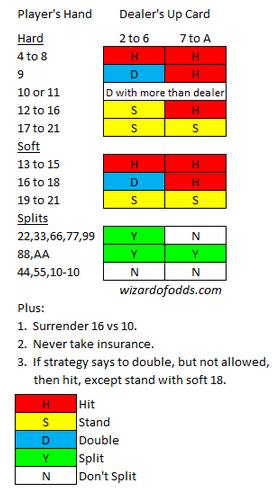 Player's Hand Dealer's Up Card
Hard 2 to 6 7 to A
4 to 8 H H
9 D H
10 or 11 D with more than dealer
12 to 16 S H
17 to 21 S S
Soft
13 to 15 H H
16 to 18 D H
19 to 21 S S
Splits
22,33,66,77,99 Y N
88,AA Y Y
44,55,10-10 N N
wizardofodds.com
Plus:
1. Surrender 16 vs 10.
2. Never take insurance.
3. If strategy says to double, but not allowed,
then hit, except stand with soft 18.
H Hit
S Stand
D Double
Y Split
N Don't Split